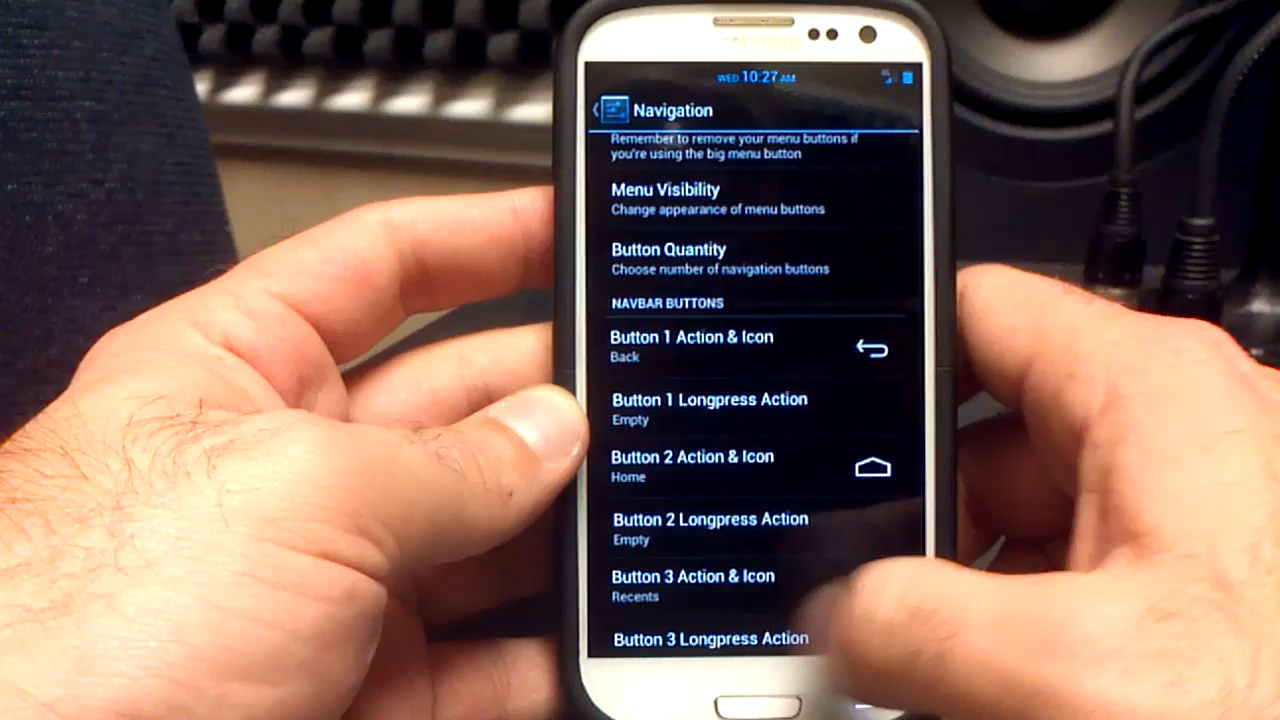 SAMSUNG
WED 10:27 AM
Navigation
Remember to remove your menu buttons if
you're using the big menu button
Menu Visibility
Change appearance of menu buttons
Button Quantity
Choose number of navigation buttons
NAVBAR BUTTONS
Button 1 Action & Icon
Back
Button 1 Longpress Action
Empty
Button 2 Action & Icon
Home
Button 2 Longpress Action
Empty
Button 3 Action & Icon
Recents
Button 3 Longpress Action